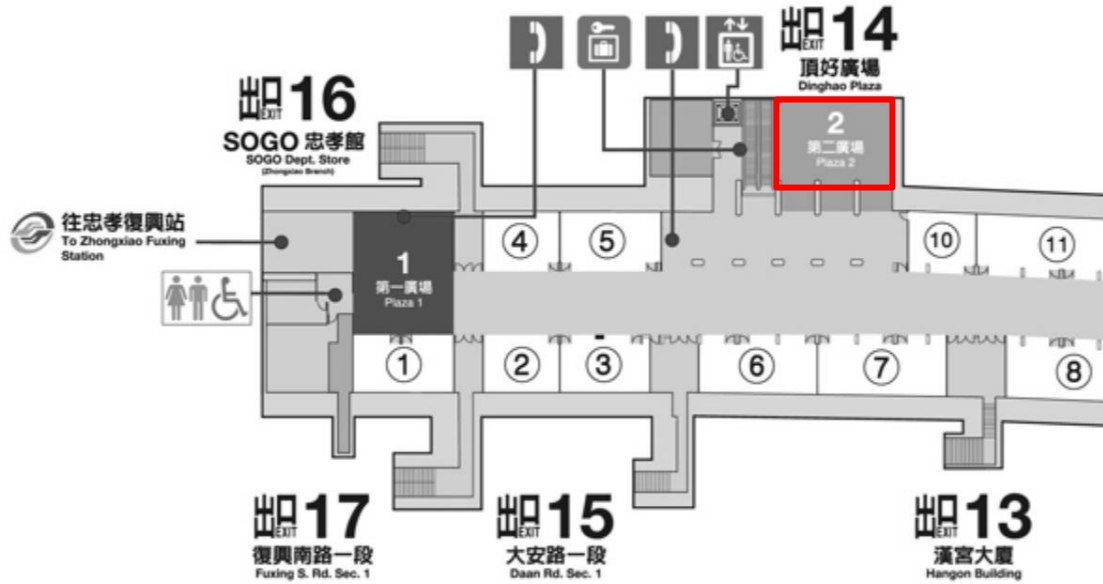 出口 EXIT 14
頂好廣場
Dinghao Plaza
出口 EXIT 16
SOGO 忠孝館
SOGO Dept. Store
(Zhongxiao Branch)
2
第二廣場
Plaza 2
往忠孝復興站
To Zhongxiao Fuxing
Station
1
第一廣場
Plaza 1
4
5
10
11
1
2
3
6
7
8
出口 EXIT 17
復興南路一段
Fuxing S. Rd. Sec. 1
出口 EXIT 15
大安路一段
Daan Rd. Sec. 1
出口 EXIT 13
漢宮大廈
Hangon Building